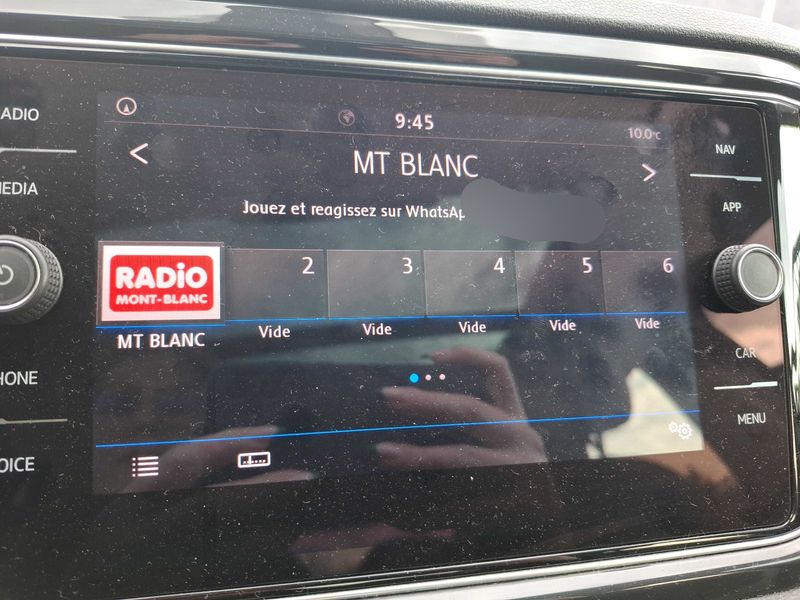 ADIO
9:45
10.0°C
NAV
MT BLANC
MEDIA
APP
Jouez et reagissez sur WhatsAp
RADiO
MONT-BLANC
2
3
4
5
6
MT BLANC
Vide
Vide
Vide
Vide
Vide
HONE
CAR
MENU
OICE